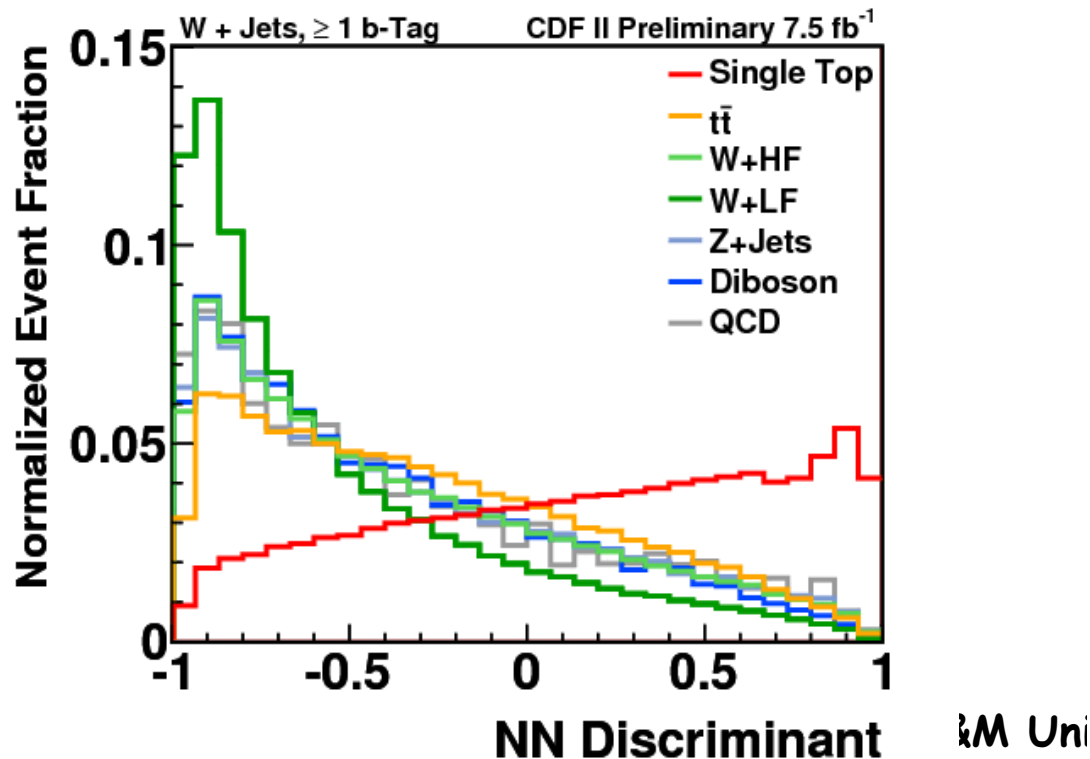 W + Jets, ≥ 1 b-Tag
CDF II Preliminary 7.5 fb⁻¹
Normalized Event Fraction
0.15
0.1
0.05
0
Single Top
tt̄
W+HF
W+LF
Z+Jets
Diboson
QCD
-1
-0.5
0
0.5
1
NN Discriminant
&M Uni